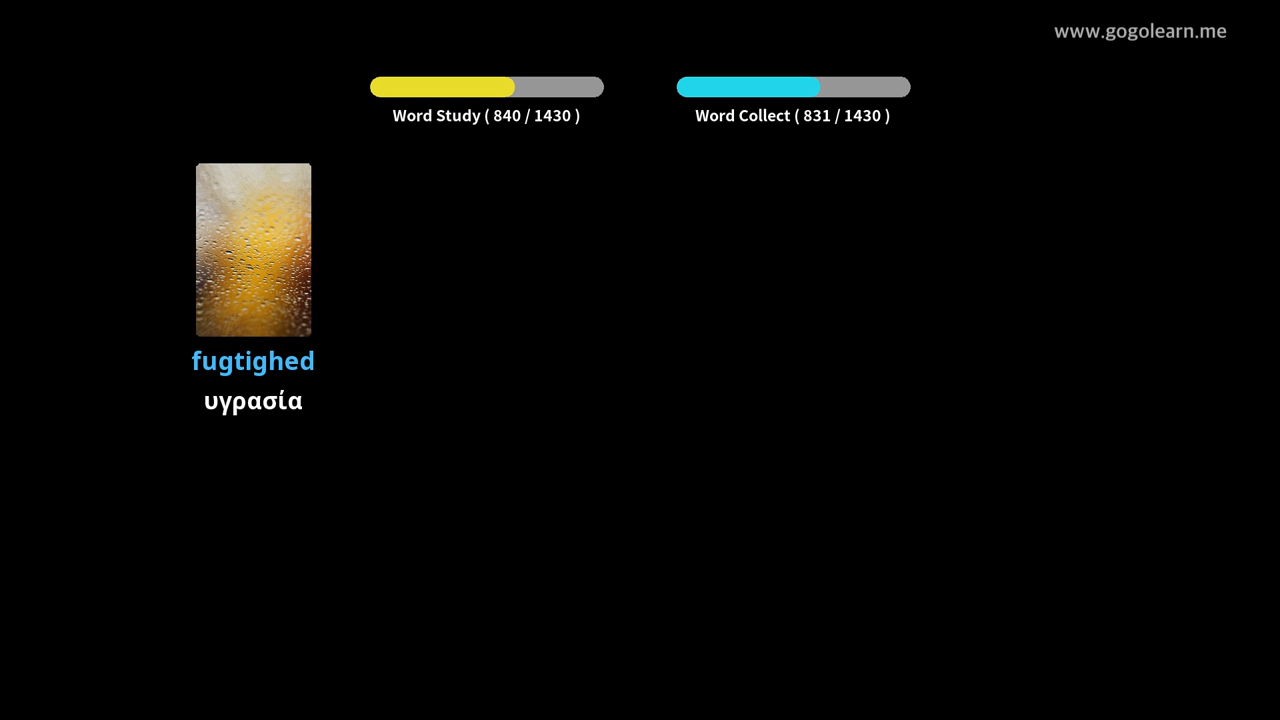 www.gogolearn.me
Word Study ( 840 / 1430 )
Word Collect ( 831 / 1430 )
fugtighed
υγρασία